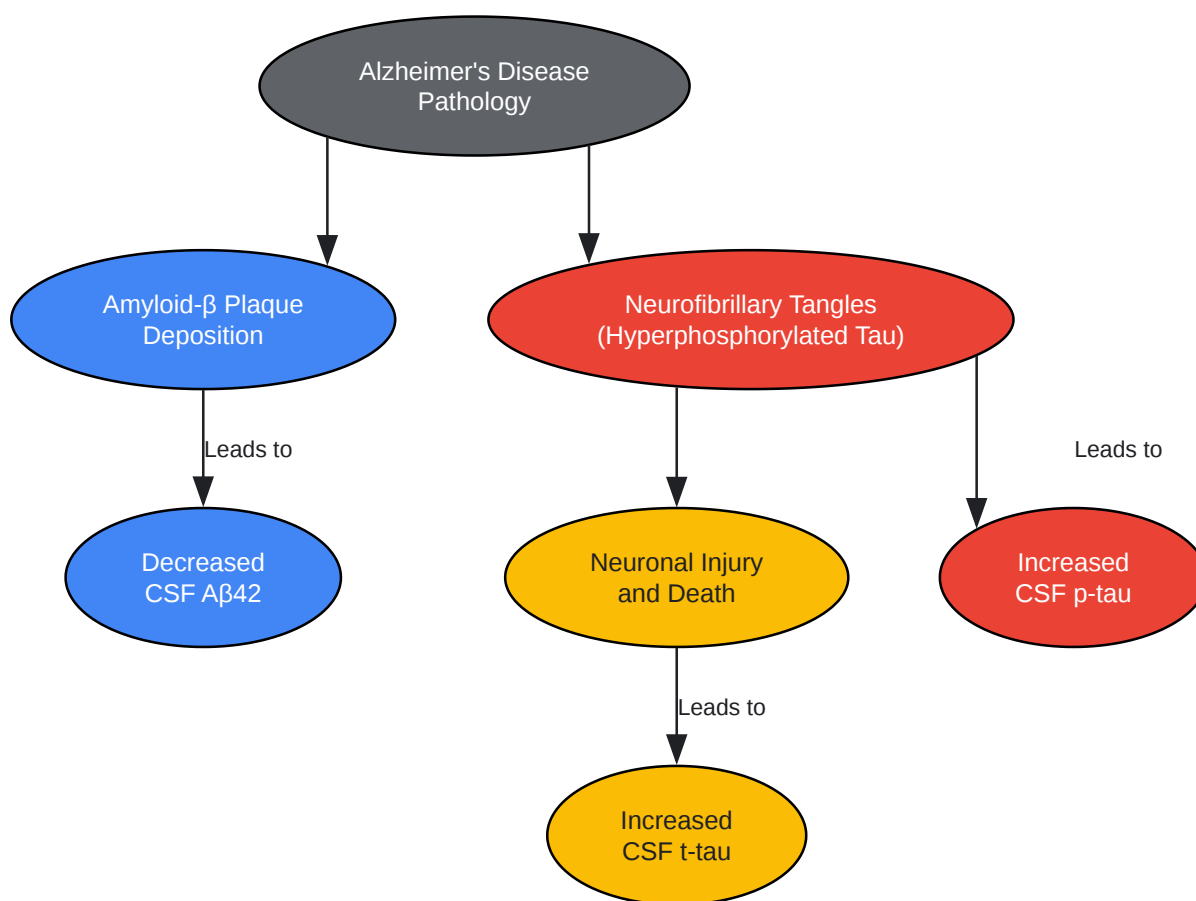 Alzheimer's Disease
Pathology
Amyloid-β Plaque
Deposition
Neurofibrillary Tangles
(Hyperphosphorylated Tau)
Leads to
Leads to
Decreased
CSF Aβ42
Neuronal Injury
and Death
Increased
CSF p-tau
Leads to
Increased
CSF t-tau